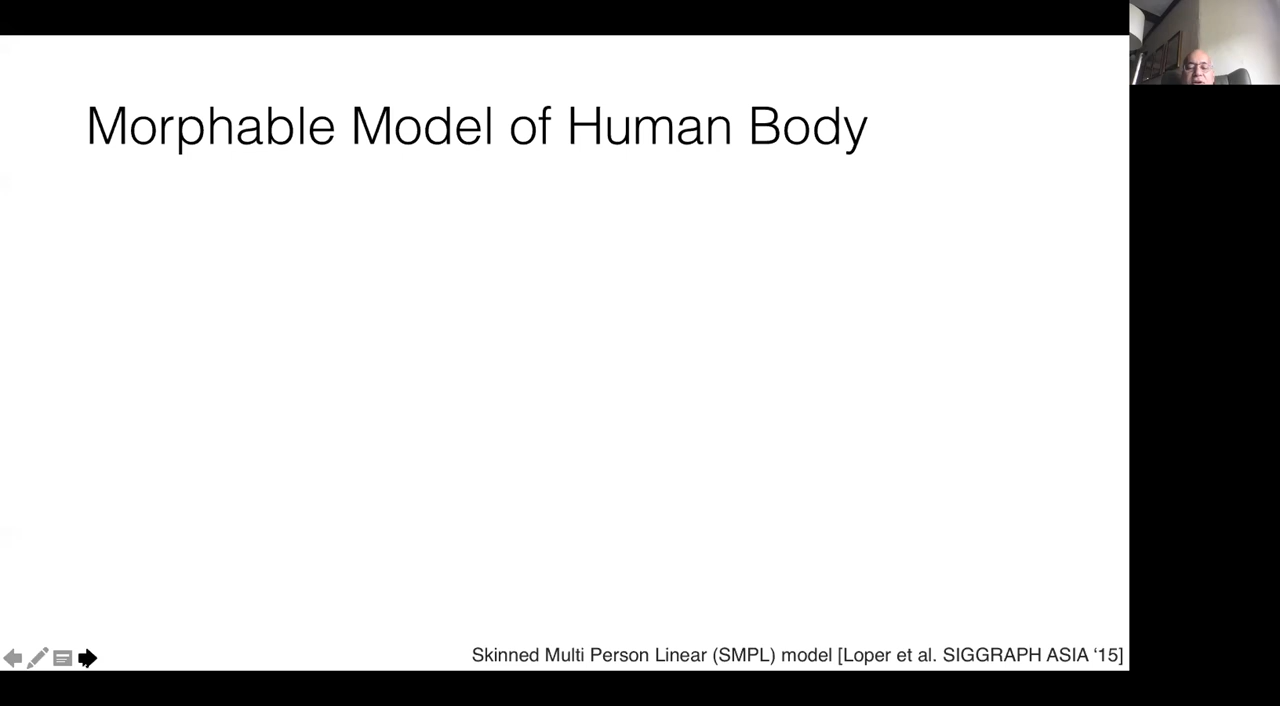 Morphable Model of Human Body
Skinned Multi Person Linear (SMPL) model [Loper et al. SIGGRAPH ASIA ‘15]